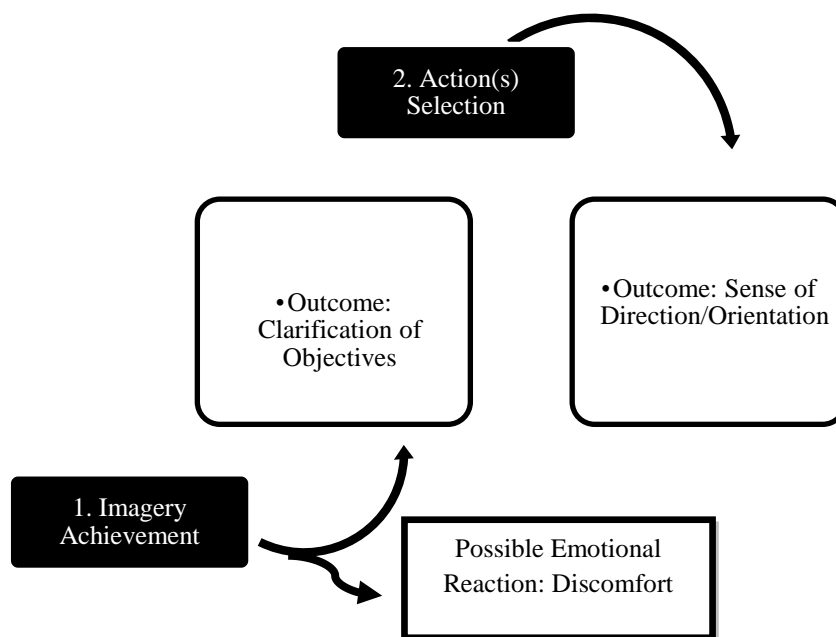 2. Action(s)
Selection
•Outcome:
Clarification of
Objectives
•Outcome: Sense of
Direction/Orientation
1. Imagery
Achievement
Possible Emotional
Reaction: Discomfort